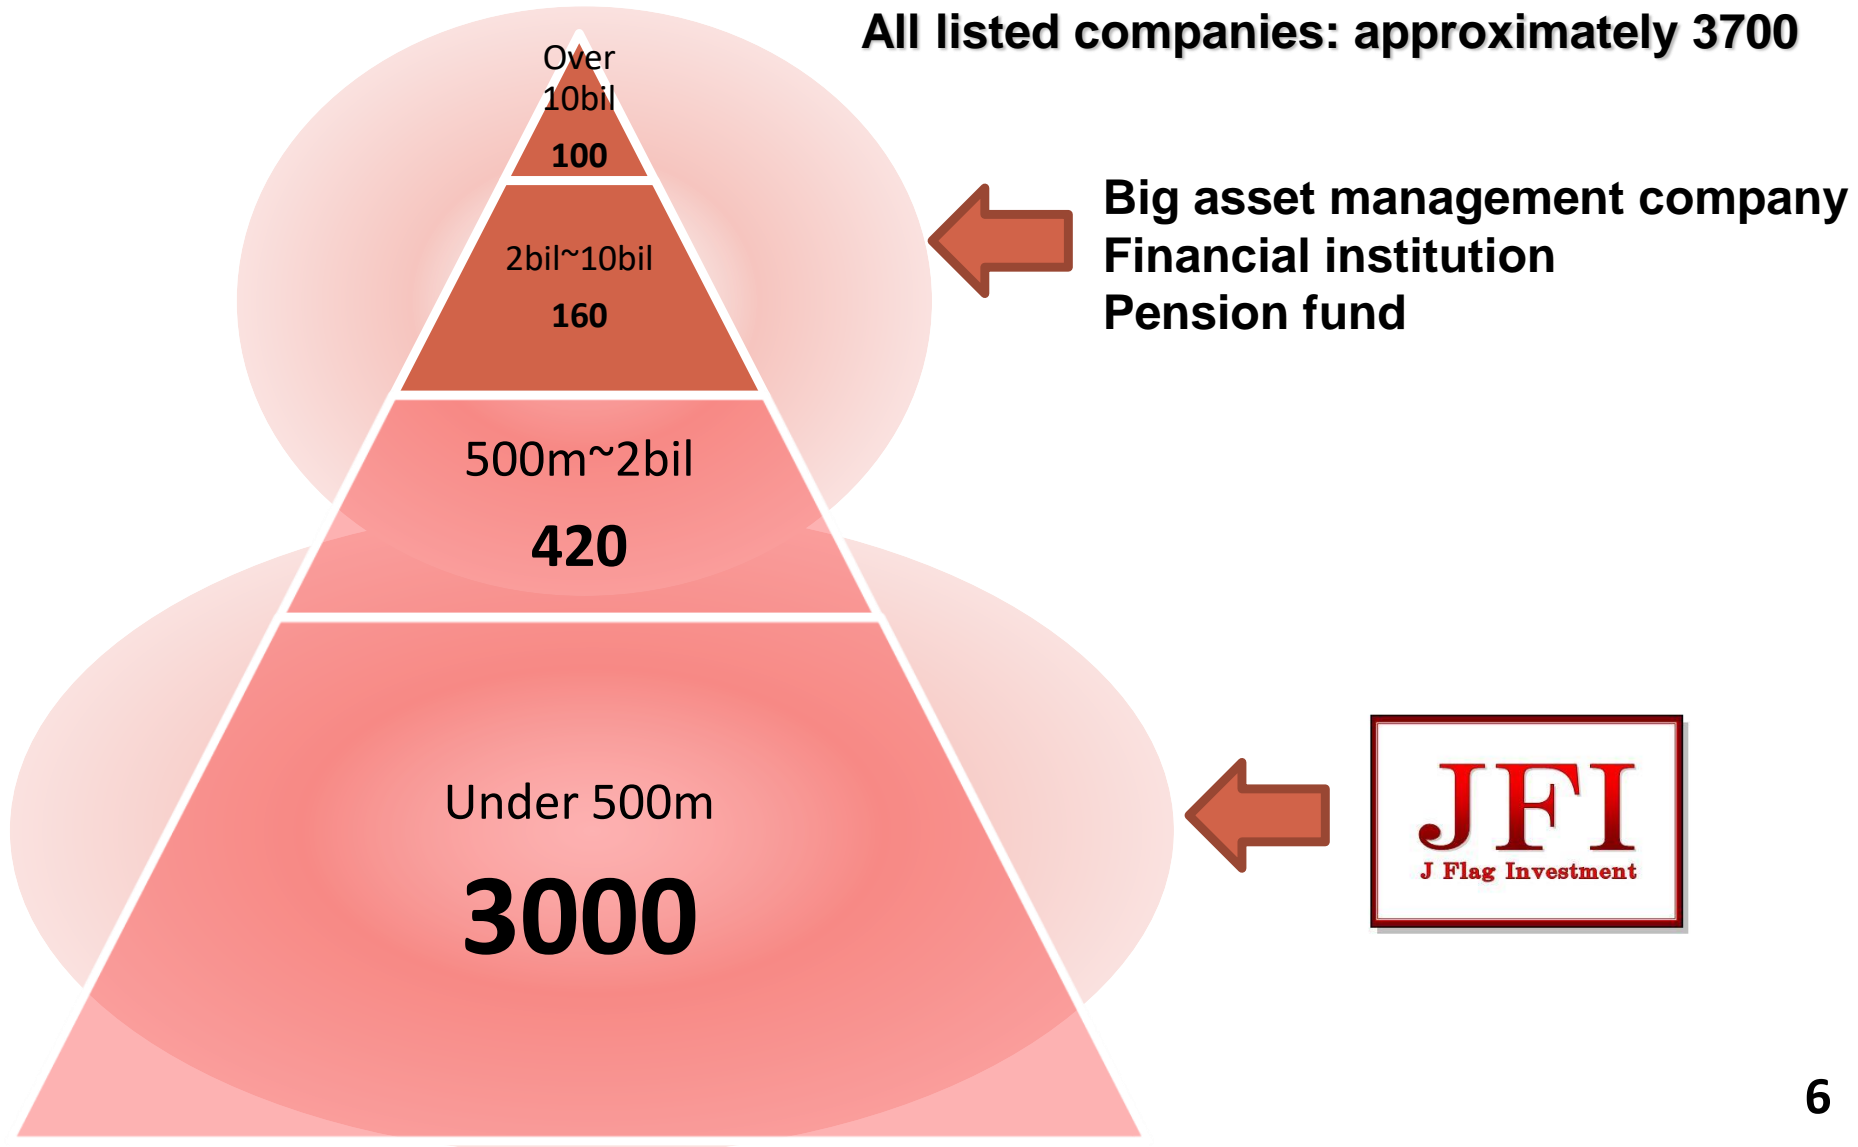 All listed companies: approximately 3700
Over
10bil
100
2bil~10bil
160
Big asset management company
Financial institution
Pension fund
500m~2bil
420
Under 500m
3000
JFI
J Flag Investment
6